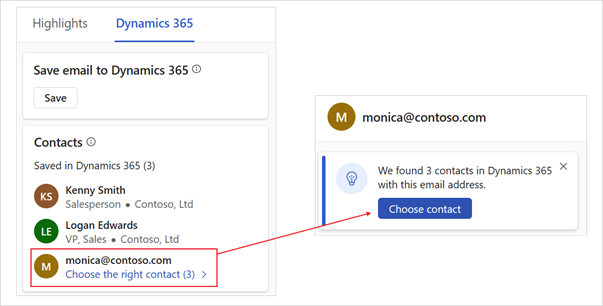 Highlights
Dynamics 365
Save email to Dynamics 365
Save
Contacts
Saved in Dynamics 365 (3)
KS
Kenny Smith
Salesperson • Contoso, Ltd
LE
Logan Edwards
VP, Sales • Contoso, Ltd
M
monica@contoso.com
Choose the right contact (3)
M
monica@contoso.com
We found 3 contacts in Dynamics 365
with this email address.
Choose contact